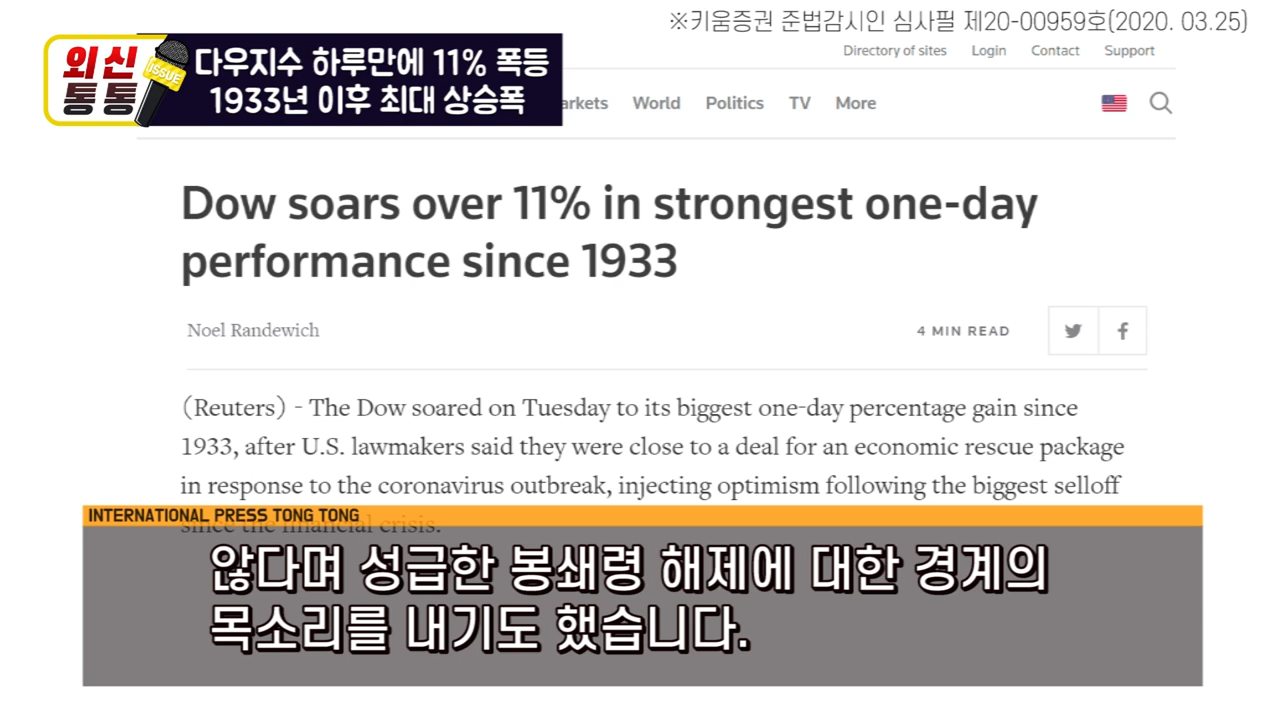 ※키움증권 준법감시인 심사필 제20-00959호(2020. 03.25)
외신
통통
ISSUE
다우지수 하루만에 11% 폭등
1933년 이후 최대 상승폭
Directory of sites Login Contact Support
arkets World Politics TV More
Dow soars over 11% in strongest one-day
performance since 1933
Noel Randewich
4 MIN READ
(Reuters) - The Dow soared on Tuesday to its biggest one-day percentage gain since
1933, after U.S. lawmakers said they were close to a deal for an economic rescue package
in response to the coronavirus outbreak, injecting optimism following the biggest selloff
since the financial crisis.
INTERNATIONAL PRESS TONG TONG
않다며 성급한 봉쇄령 해제에 대한 경계의
목소리를 내기도 했습니다.